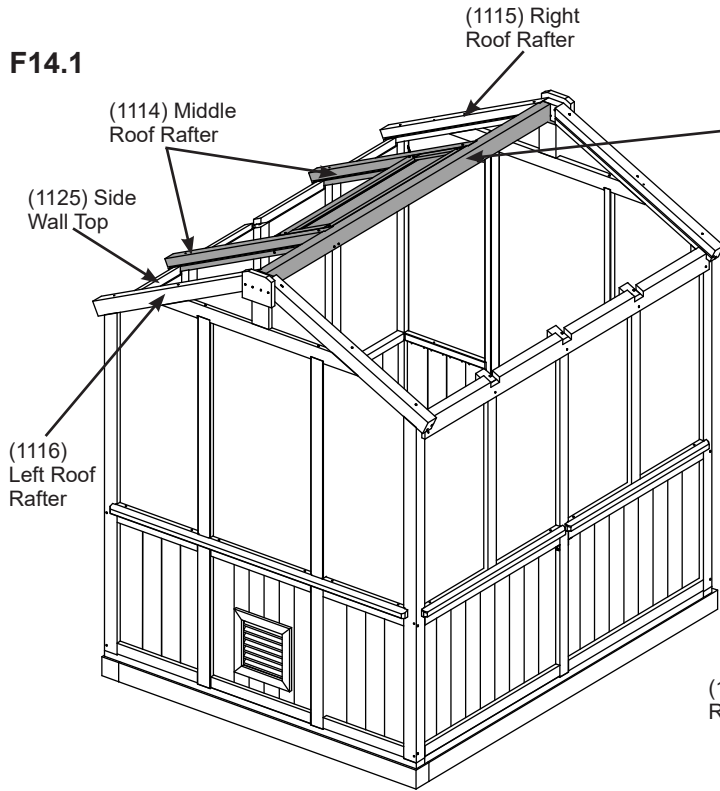 F14.1
(1115) Right
Roof Rafter
(1114) Middle
Roof Rafter
(1125) Side
Wall Top
(1116)
Left Roof
Rafter